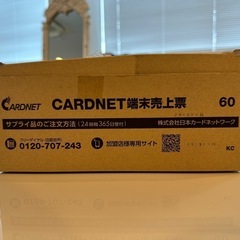 CARDNET
CARDNET端末売上票
60
サプライ品のご注文方法(24時間365日受付)
株式会社日本カードネットワーク
0120-707-243
加盟店様専用サイト
KC